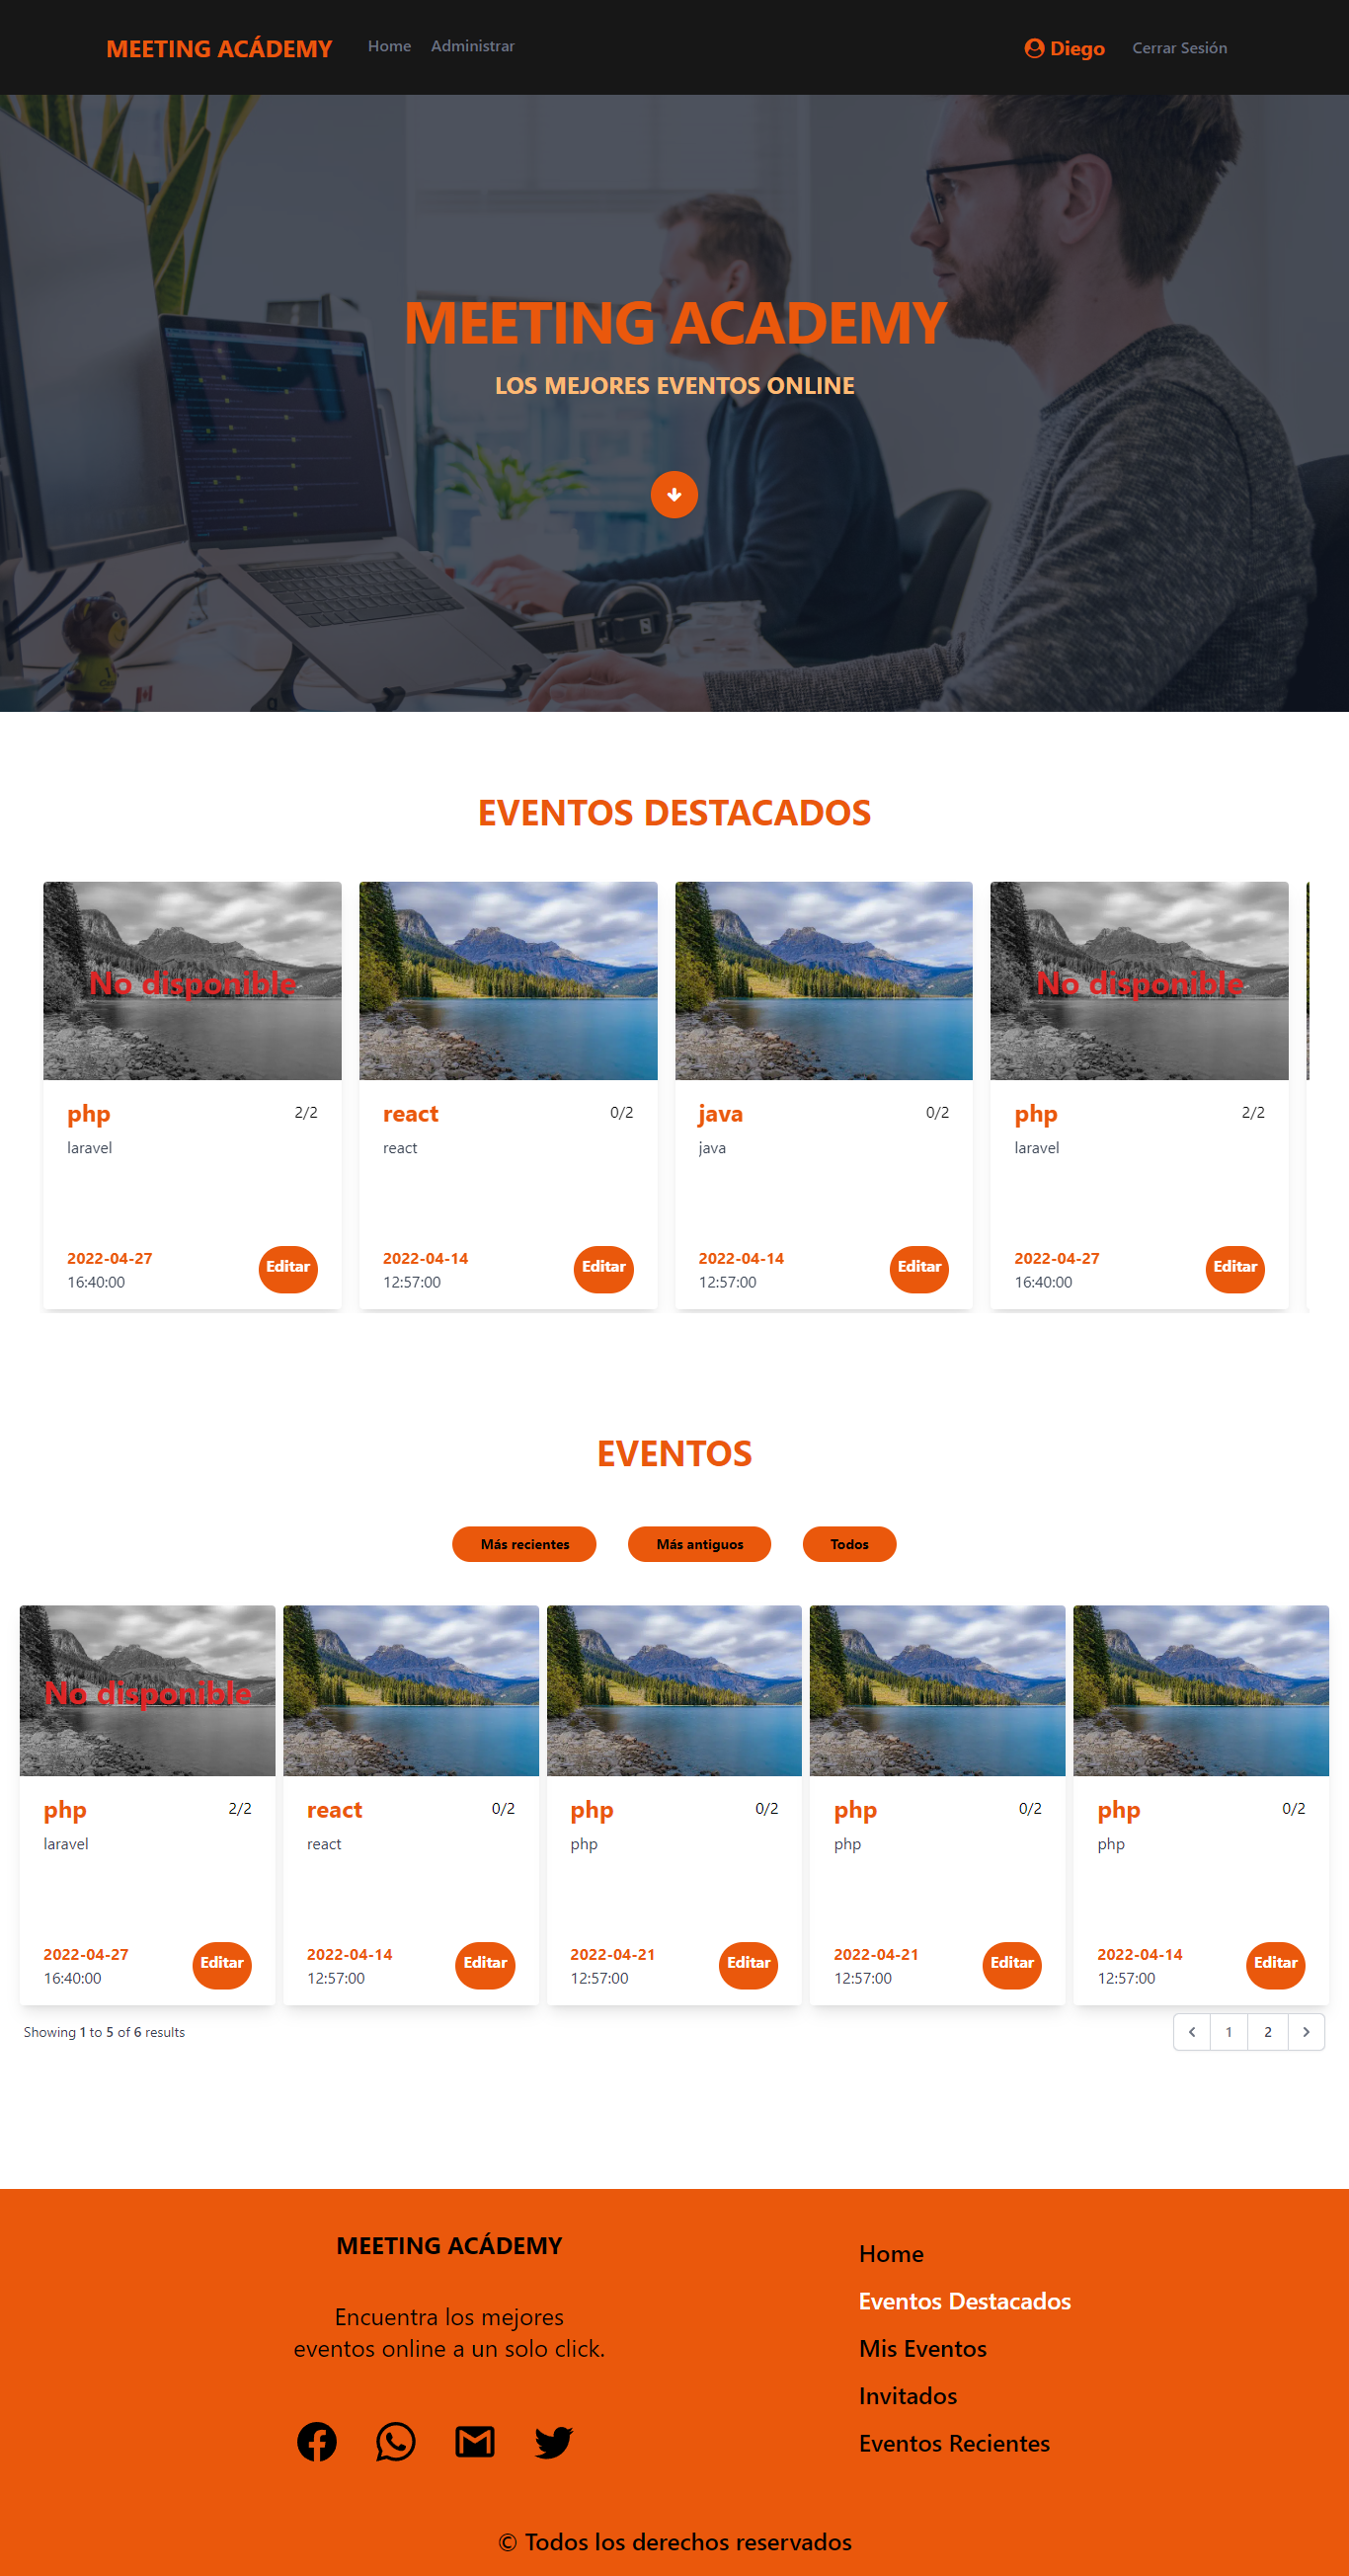 MEETING ACÁDEMY Home Administrar Diego Cerrar Sesión
MEETING ACADEMY
LOS MEJORES EVENTOS ONLINE
EVENTOS DESTACADOS
No disponible No disponible
php 2/2 react 0/2 java 0/2 php 2/2
laravel react java laravel
2022-04-27 Editar 2022-04-14 Editar 2022-04-14 Editar 2022-04-27 Editar
16:40:00 12:57:00 12:57:00 16:40:00
EVENTOS
Más recientes Más antiguos Todos
No disponible
php 2/2 react 0/2 php 0/2 php 0/2 php 0/2
laravel react php php php
2022-04-27 Editar 2022-04-14 Editar 2022-04-21 Editar 2022-04-21 Editar 2022-04-14 Editar
16:40:00 12:57:00 12:57:00 12:57:00 12:57:00
Showing 1 to 5 of 6 results 1 2
MEETING ACÁDEMY
Encuentra los mejores
eventos online a un solo click.
Home
Eventos Destacados
Mis Eventos
Invitados
Eventos Recientes
© Todos los derechos reservados